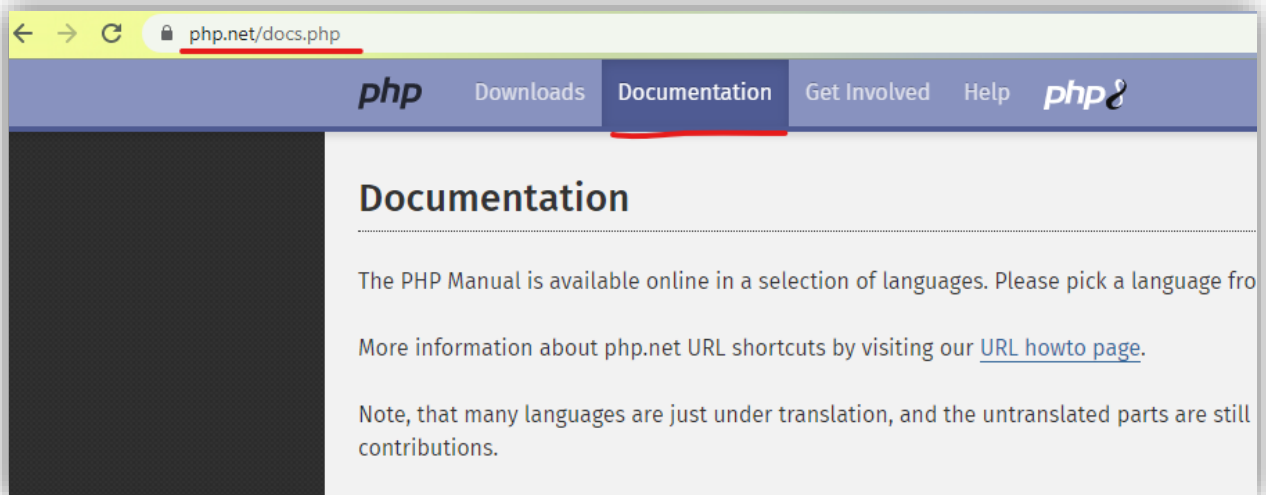 php.net/docs.php
php Downloads Documentation Get Involved Help php8
Documentation
The PHP Manual is available online in a selection of languages. Please pick a language fro
More information about php.net URL shortcuts by visiting our URL howto page.
Note, that many languages are just under translation, and the untranslated parts are still
contributions.